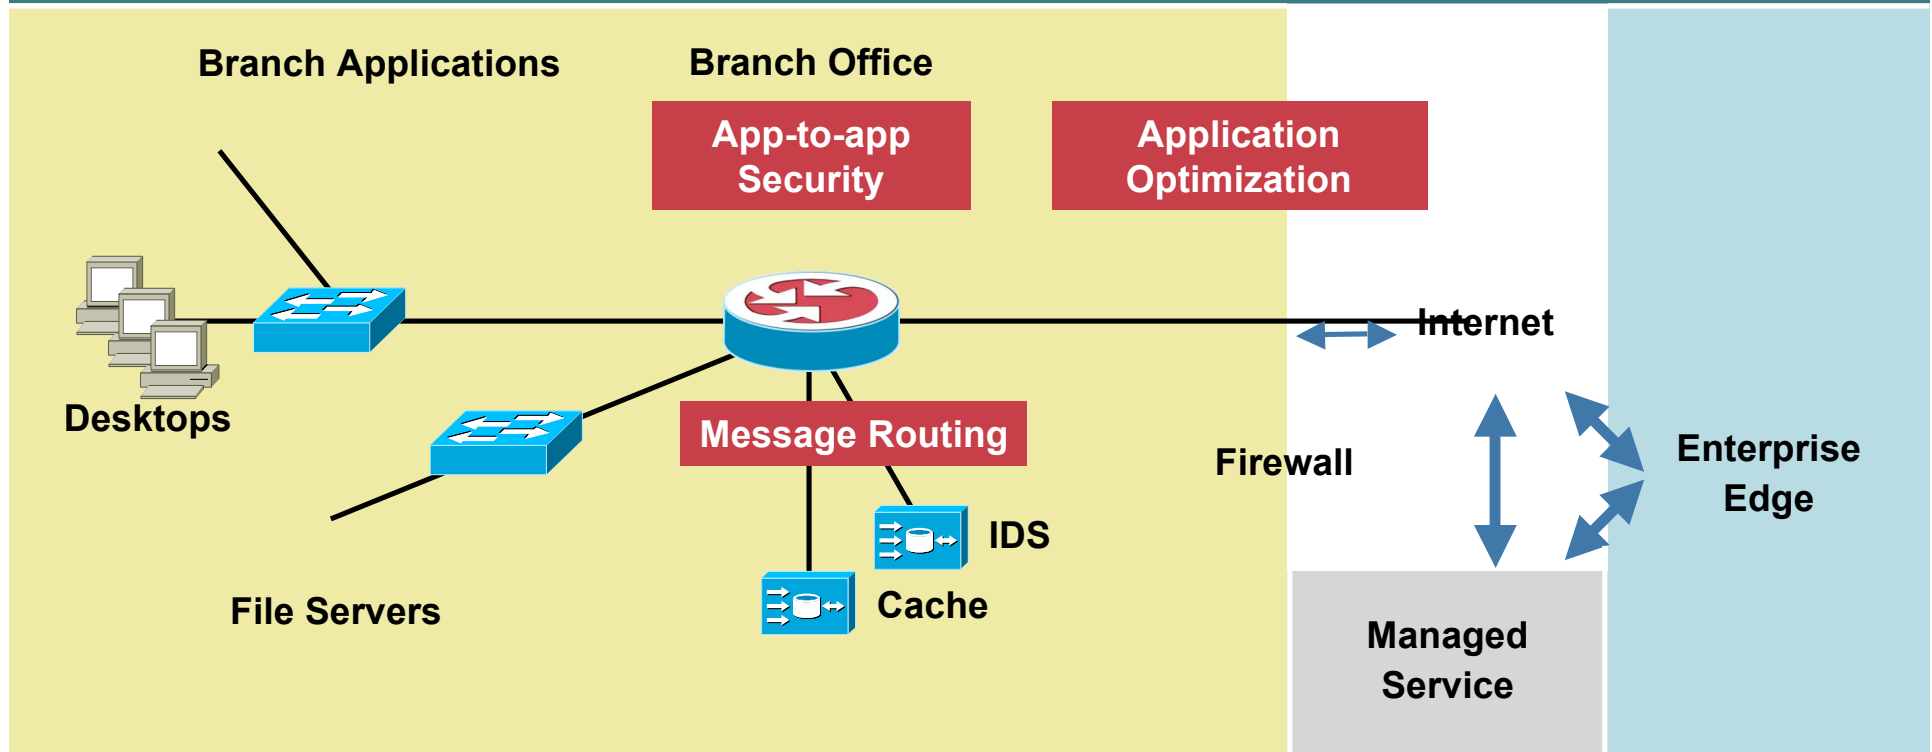 Branch Applications
Branch Office
App-to-app
Security
Application
Optimization
Internet
Desktops
Message Routing
Firewall
Enterprise
Edge
IDS
Cache
File Servers
Managed
Service